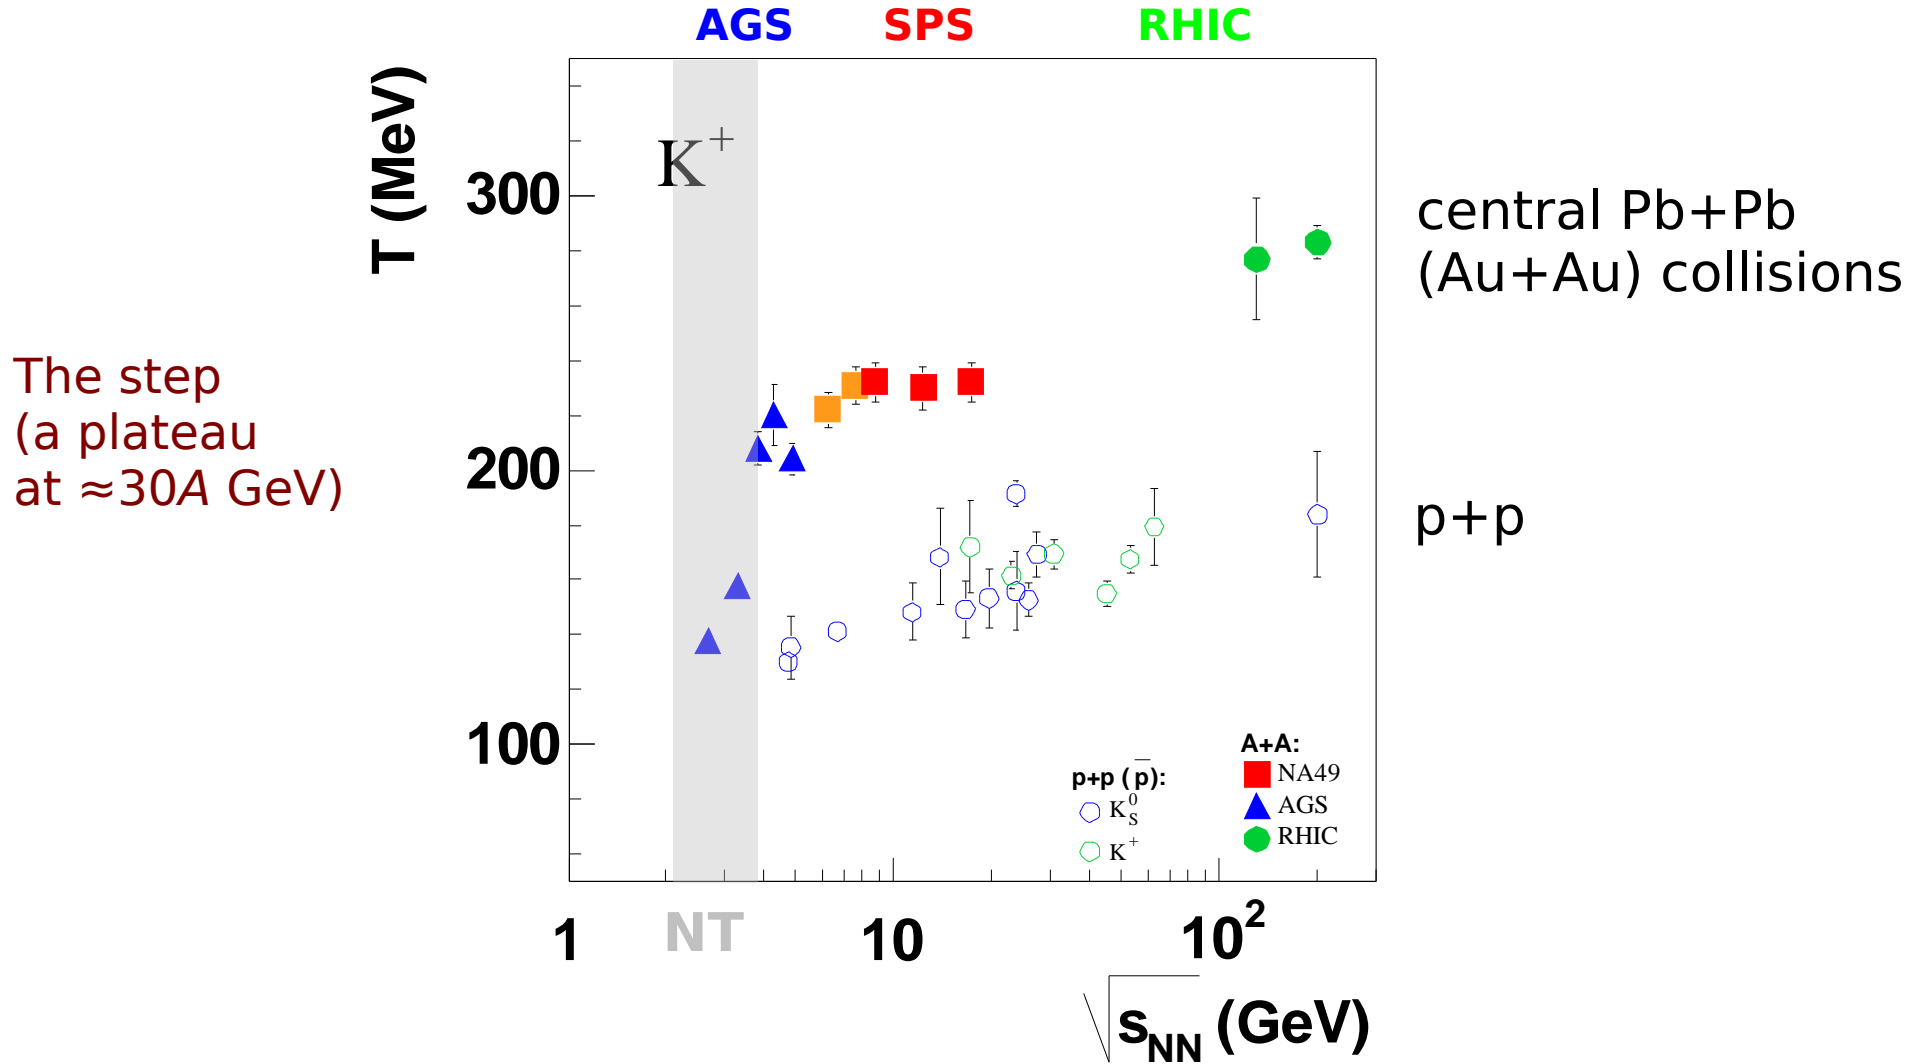 AGS SPS RHIC
T (MeV)
K+
300
200
100
central Pb+Pb
(Au+Au) collisions
The step
(a plateau
at ≈30A GeV)
p+p
A+A:
NA49
AGS
RHIC
p+p (p̅):
K⁰S
K+
1 NT 10 10²
√sNN (GeV)